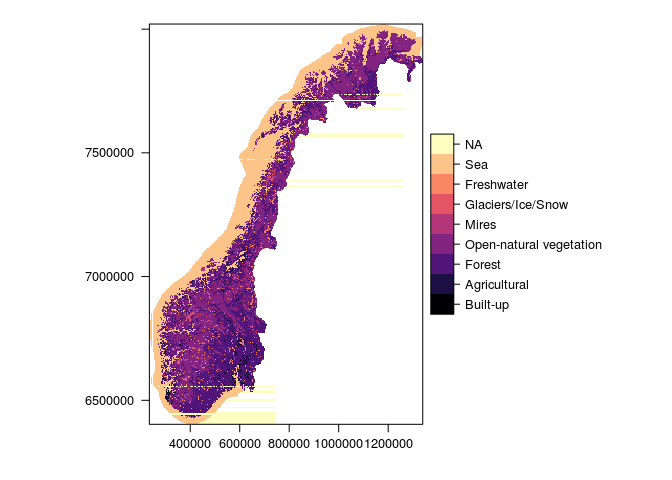 7500000
7000000
6500000
400000 600000 800000 1000000 1200000
NA
Sea
Freshwater
Glaciers/Ice/Snow
Mires
Open-natural vegetation
Forest
Agricultural
Built-up